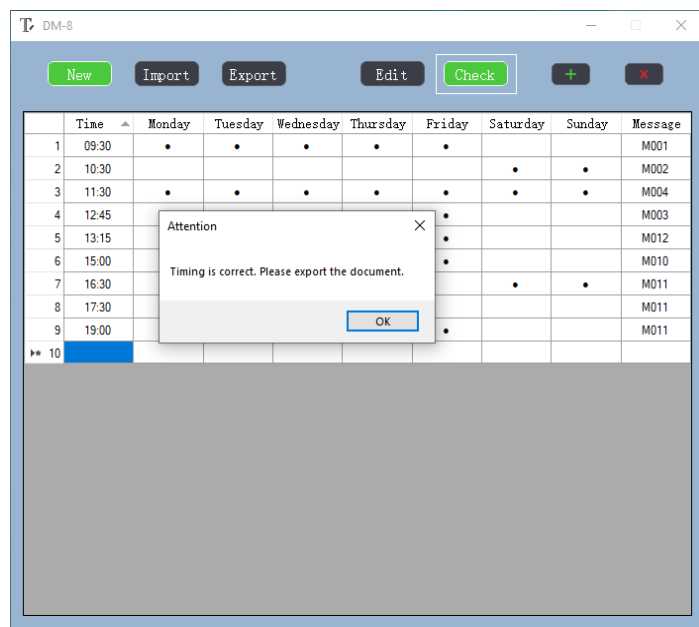 DM-8
New Import Export Edit Check + ×
Time Monday Tuesday Wednesday Thursday Friday Saturday Sunday Message
1 09:30 • • • • • M001
2 10:30 • • M002
3 11:30 • • • • • • • M004
4 12:45 • M003
5 13:15 • M012
6 15:00 • M010
7 16:30 • • M011
8 17:30 M011
9 19:00 • M011
10
Attention
Timing is correct. Please export the document.
OK